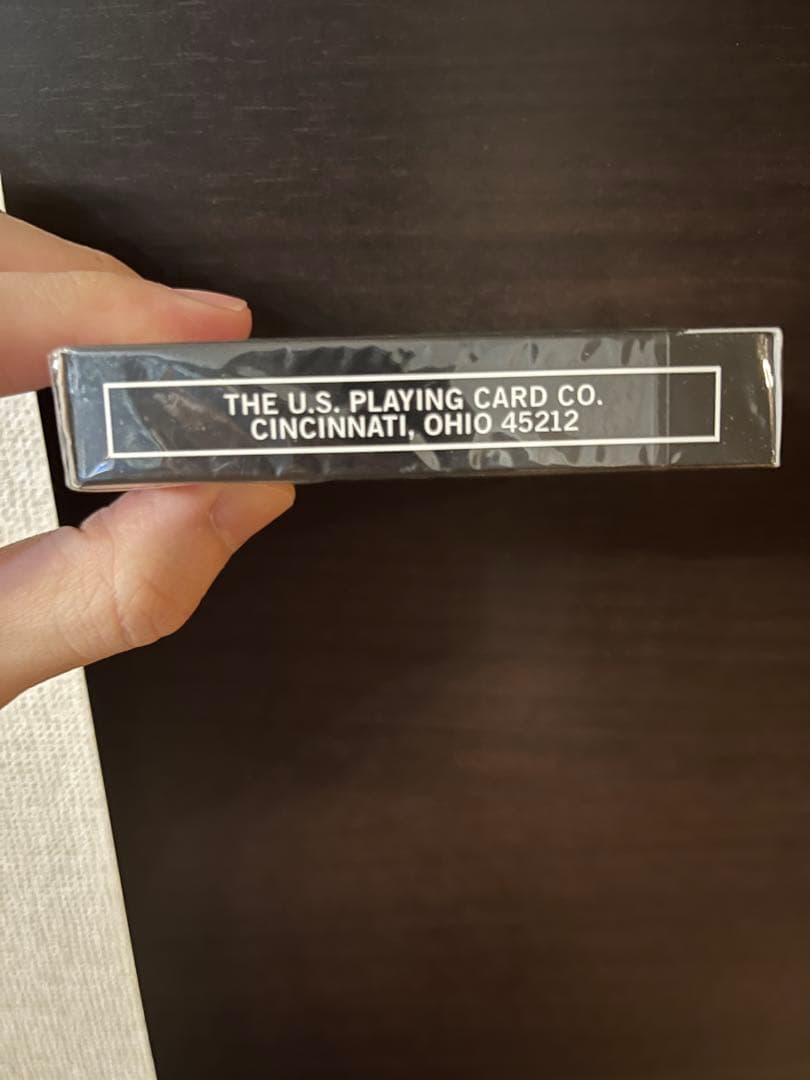 THE U.S. PLAYING CARD CO.
CINCINNATI, OHIO 45212